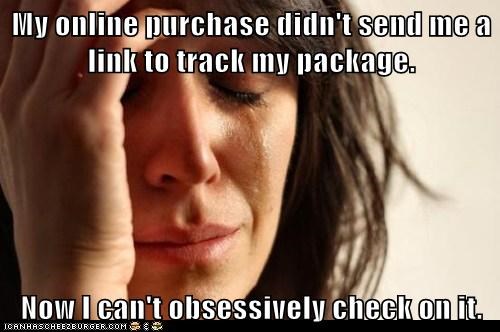 My online purchase didn't send me a
link to track my package.
Now I can't obsessively check on it.
ICANHASCHEEZBURGER.COM